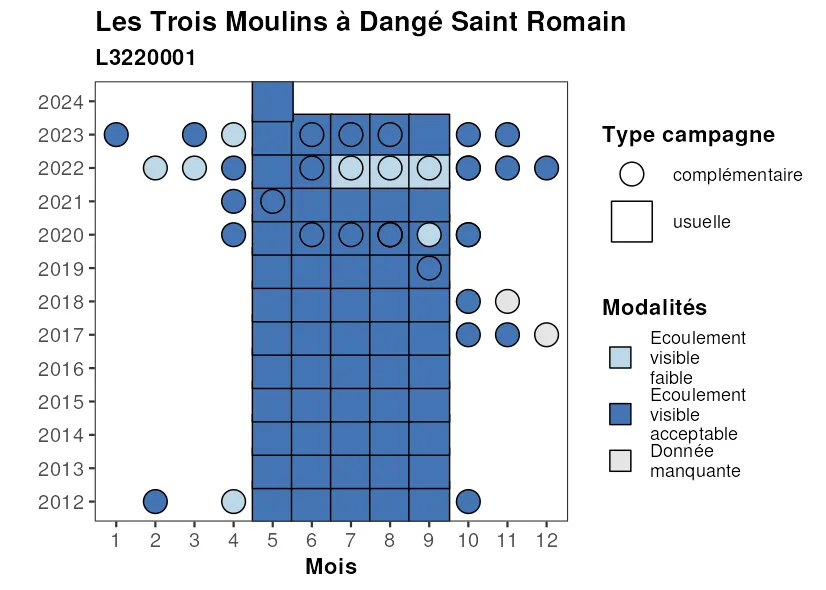 Les Trois Moulins à Dangé Saint Romain
L3220001
2024
2023
2022
2021
2020
2019
2018
2017
2016
2015
2014
2013
2012
1 2 3 4 5 6 7 8 9 10 11 12
Mois
Type campagne
complémentaire
usuelle
Modalités
Ecoulement
visible
faible
Ecoulement
visible
acceptable
Donnée
manquante